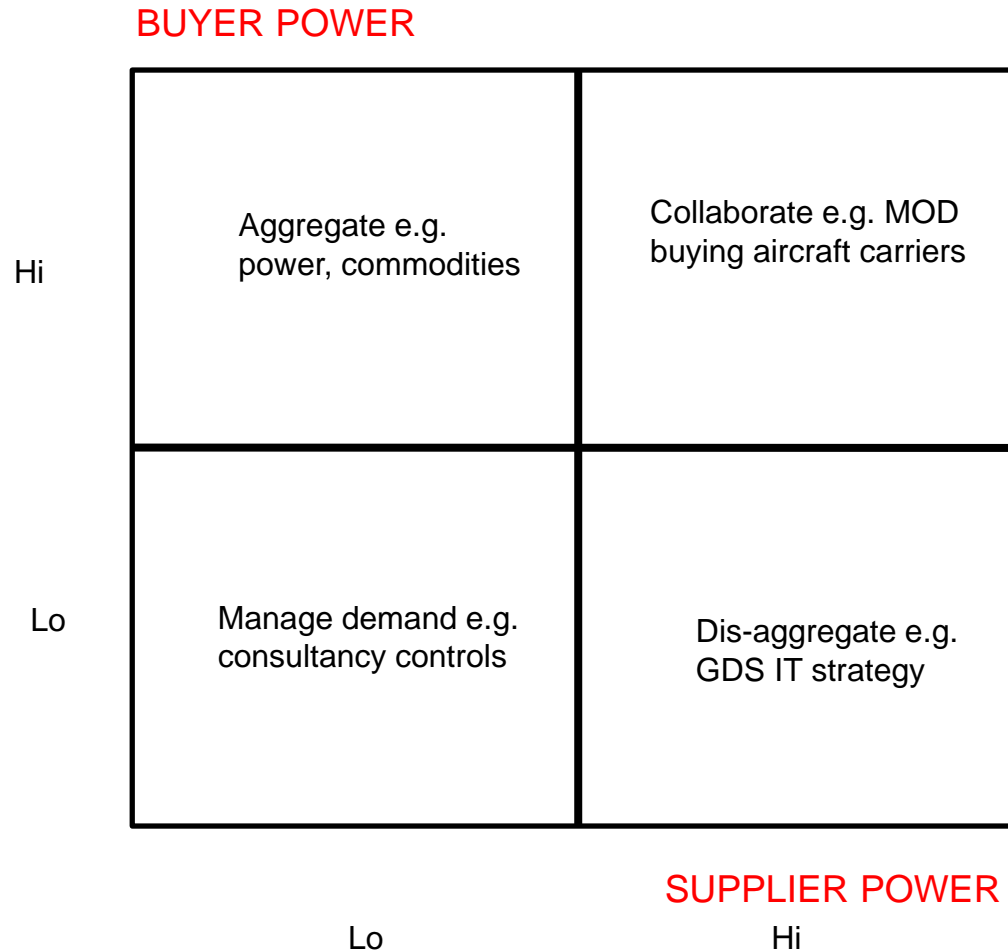 BUYER POWER
Aggregate e.g.
power, commodities
Collaborate e.g. MOD
buying aircraft carriers
Hi
Manage demand e.g.
consultancy controls
Dis-aggregate e.g.
GDS IT strategy
Lo
SUPPLIER POWER
Lo
Hi